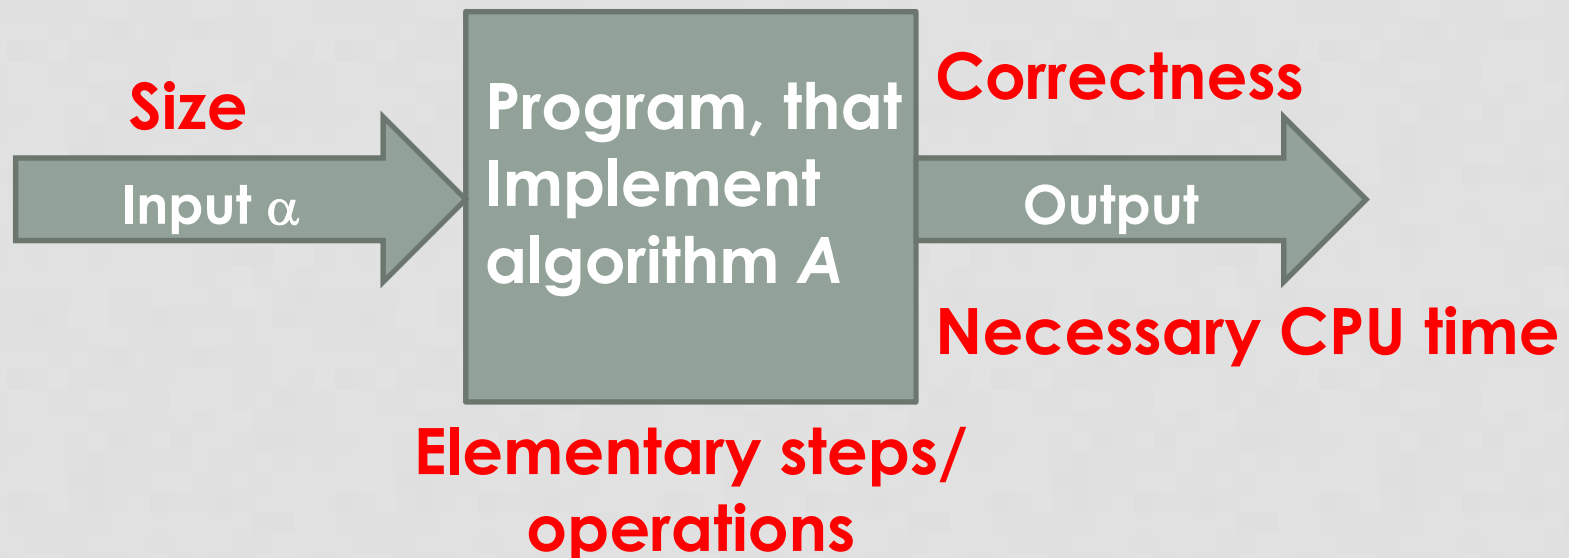 Size
Input α
Program, that
Implement
algorithm A
Correctness
Output
Necessary CPU time
Elementary steps/
operations